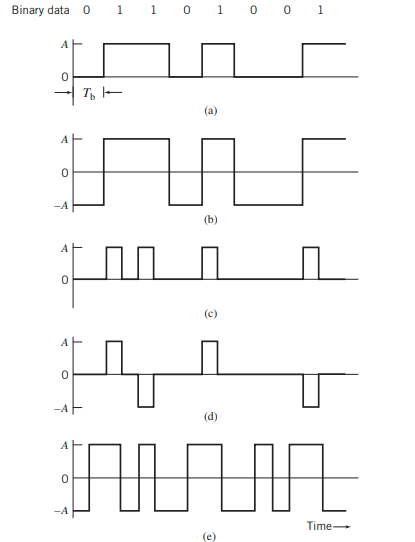 Binary data 0 1 1 0 1 0 0 1
A
0
T_b
(a)
A
0
–A
(b)
A
0
(c)
A
0
–A
(d)
A
0
–A
Time
(e)